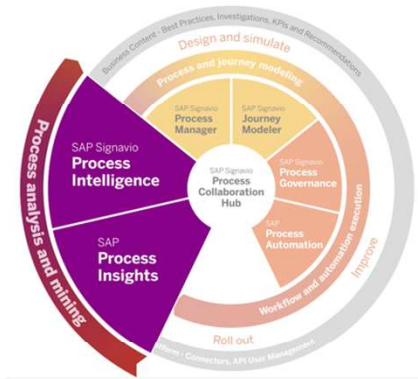 Business Content - Best Practices, Investigations, KPIs and Recommendations
Design and simulate
Process and journey modeling
SAP Signavio
Process
Manager
SAP Signavio
Journey
Modeler
Process analysis and mining
SAP Signavio
Process
Intelligence
SAP Signavio
Process
Collaboration
Hub
SAP Signavio
Process
Governance
SAP
Process
Insights
SAP
Process
Automation
Workflow and automation execution
Improve
Roll out
- Connectors, API User Management